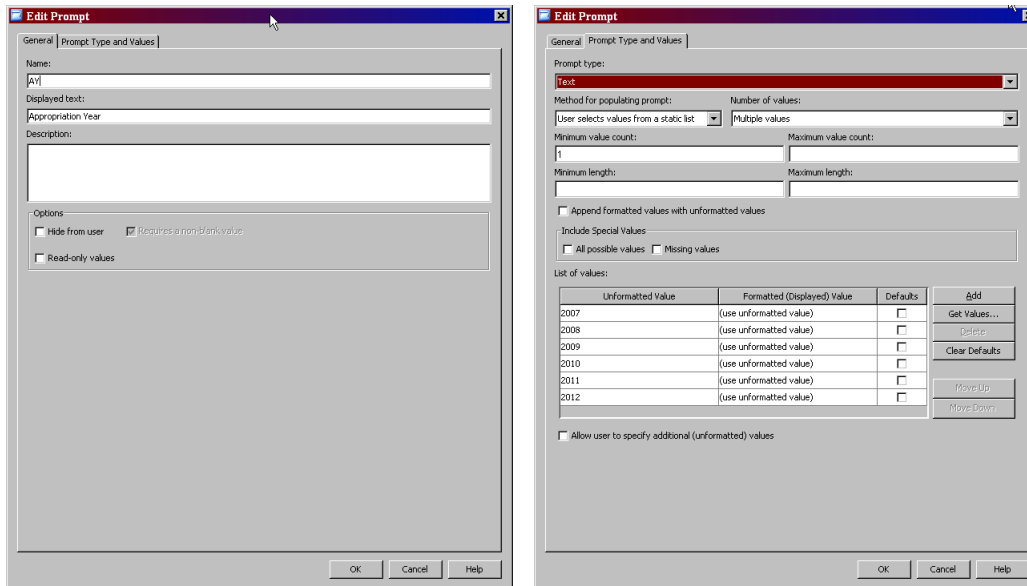 Edit Prompt
General Prompt Type and Values
Name:
AY
Displayed text:
Appropriation Year
Description:
Options
Hide from user Requires a non-blank value
Read-only values
OK Cancel Help
Edit Prompt
General Prompt Type and Values
Prompt type:
Text
Method for populating prompt: Number of values:
User selects values from a static list Multiple values
Minimum value count: Maximum value count:
1
Minimum length: Maximum length:
Append formatted values with unformatted values
Include Special Values
All possible values Missing values
List of values:
Unformatted Value Formatted (Displayed) Value Defaults Add
2007 (use unformatted value) Get Values...
2008 (use unformatted value) Delete
2009 (use unformatted value) Clear Defaults
2010 (use unformatted value)
2011 (use unformatted value) Move Up
2012 (use unformatted value) Move Down
Allow user to specify additional (unformatted) values
OK Cancel Help